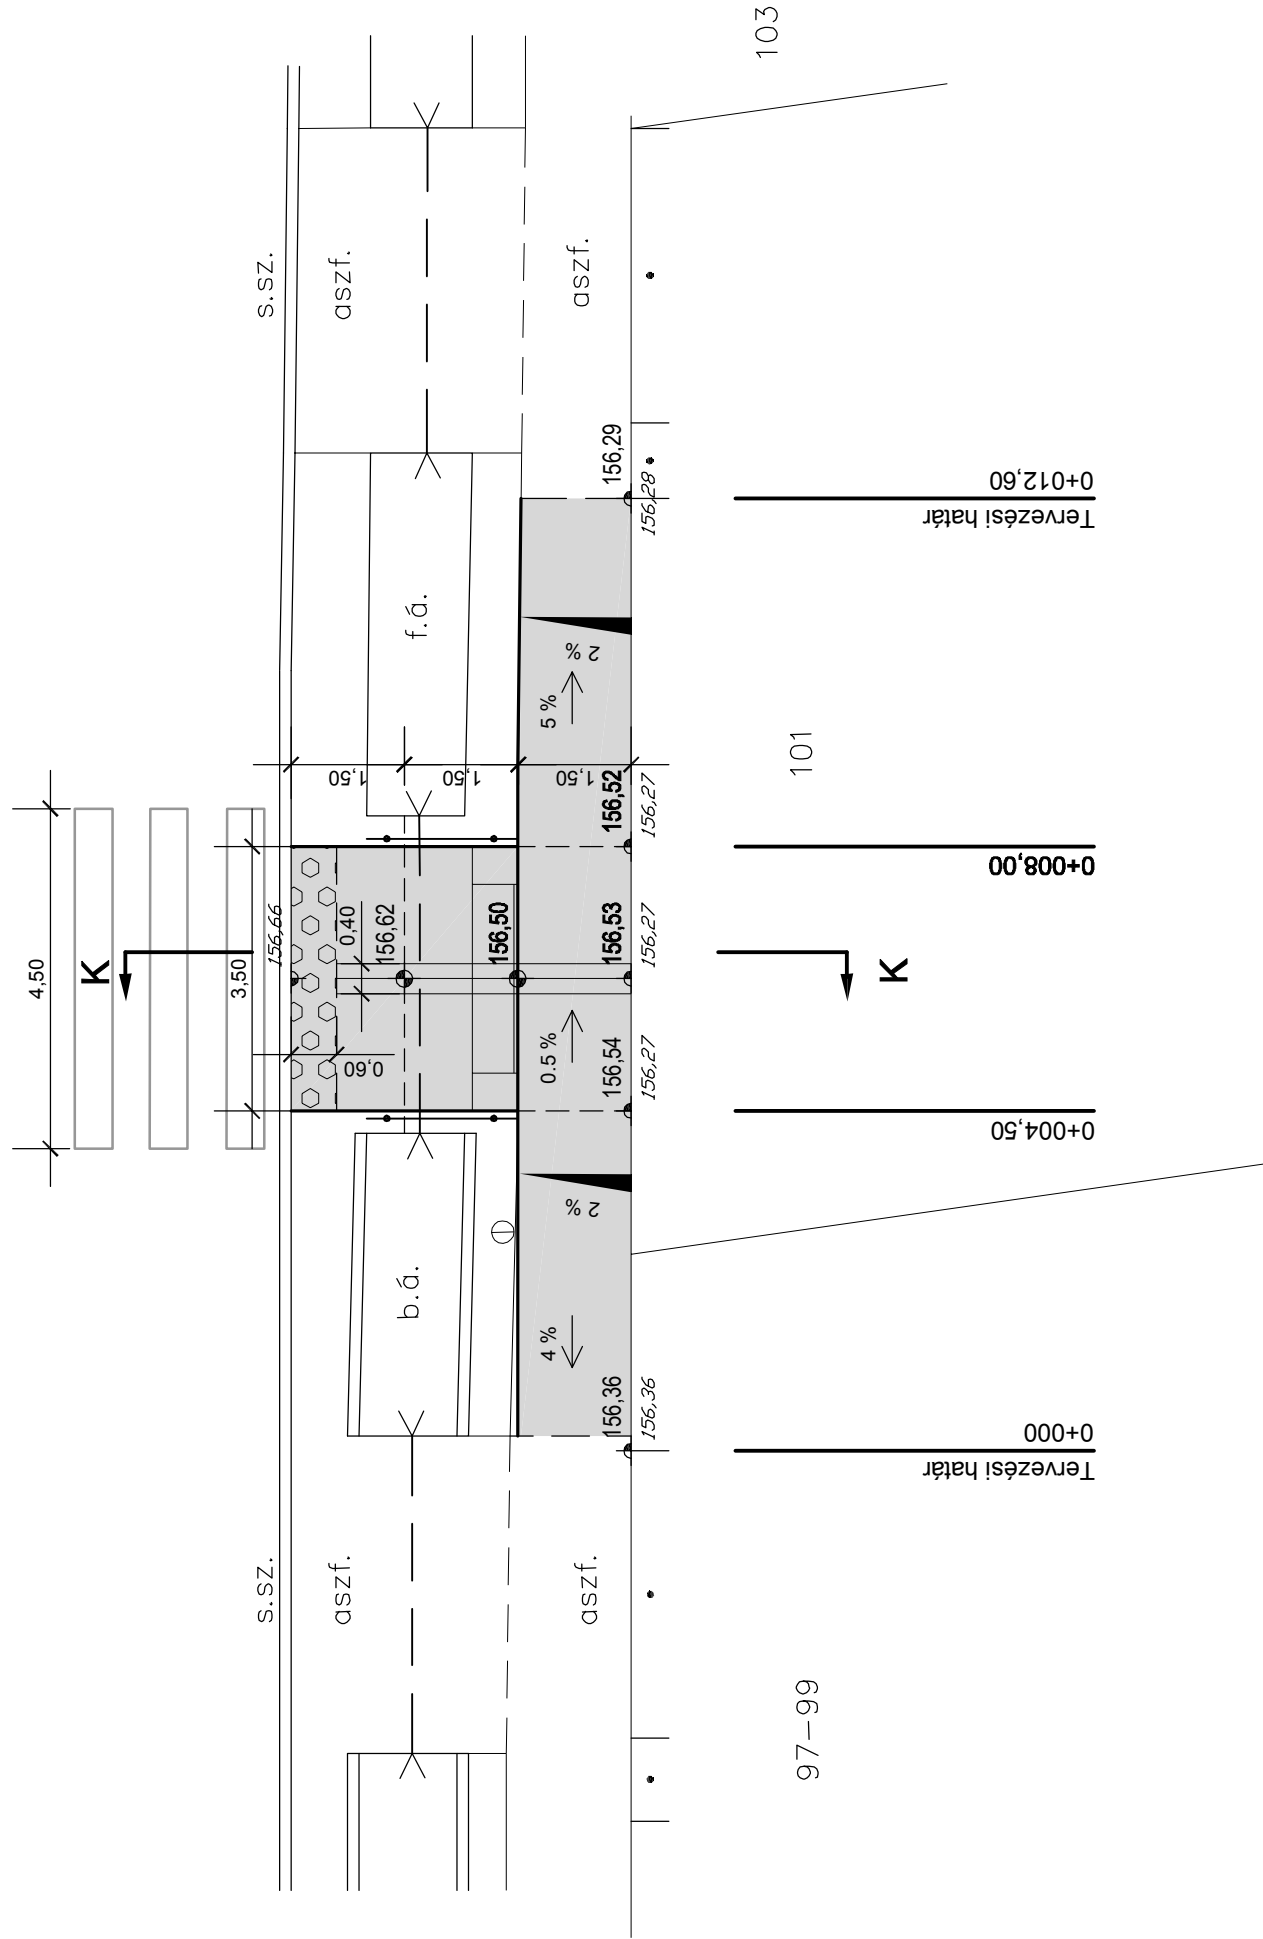 103
s.sz.
aszf.
aszf.
156,29
156,28
0+012,60
Tervezési határ
f.á.
2 %
5 %
101
1,50
1,50
1,50
4,50
3,50
156,52
156,27
0+008,00
156,66
0,40
156,62
156,50
156,53
156,27
K
K
0,60
0.5 %
156,54
156,27
0+004,50
2 %
b.á.
4 %
156,36
156,36
0+000
Tervezési határ
s.sz.
aszf.
aszf.
97-99